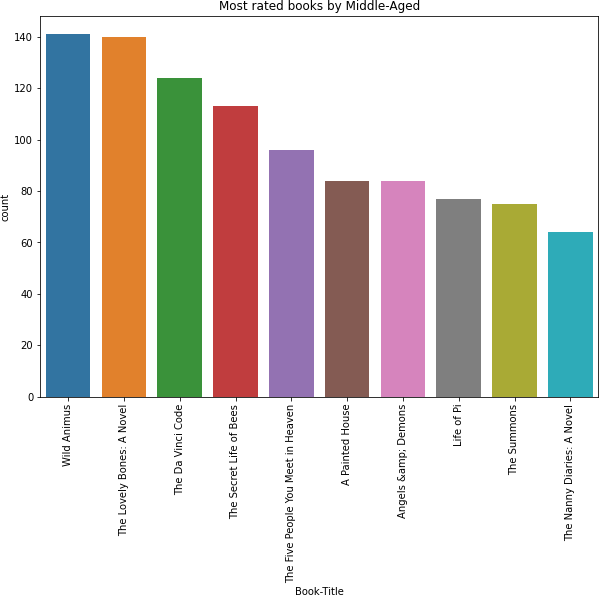 Most rated books by Middle-Aged
count
140
120
100
80
60
40
20
0
Wild Animus
The Lovely Bones: A Novel
The Da Vinci Code
The Secret Life of Bees
The Five People You Meet in Heaven
A Painted House
Angels &amp; Demons
Life of Pi
The Summons
The Nanny Diaries: A Novel
Book-Title